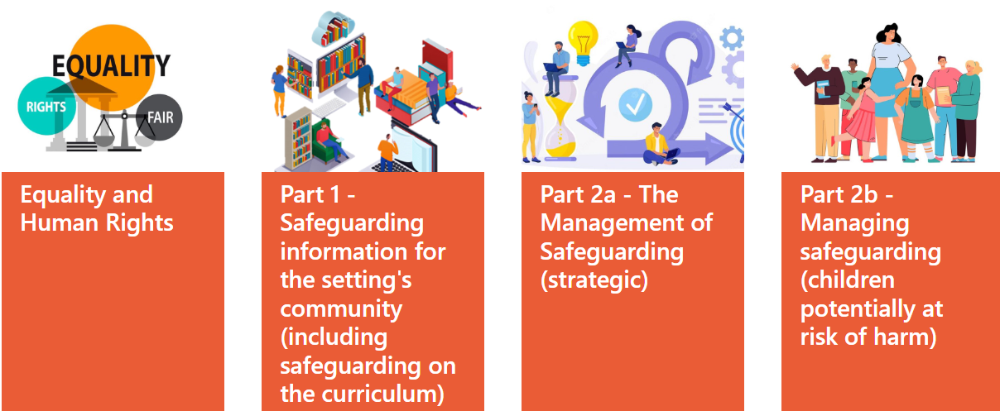 EQUALITY
RIGHTS
FAIR
Equality and
Human Rights
Part 1 -
Safeguarding
information for
the setting's
community
(including
safeguarding on
the curriculum)
Part 2a - The
Management of
Safeguarding
(strategic)
Part 2b -
Managing
safeguarding
(children
potentially at
risk of harm)